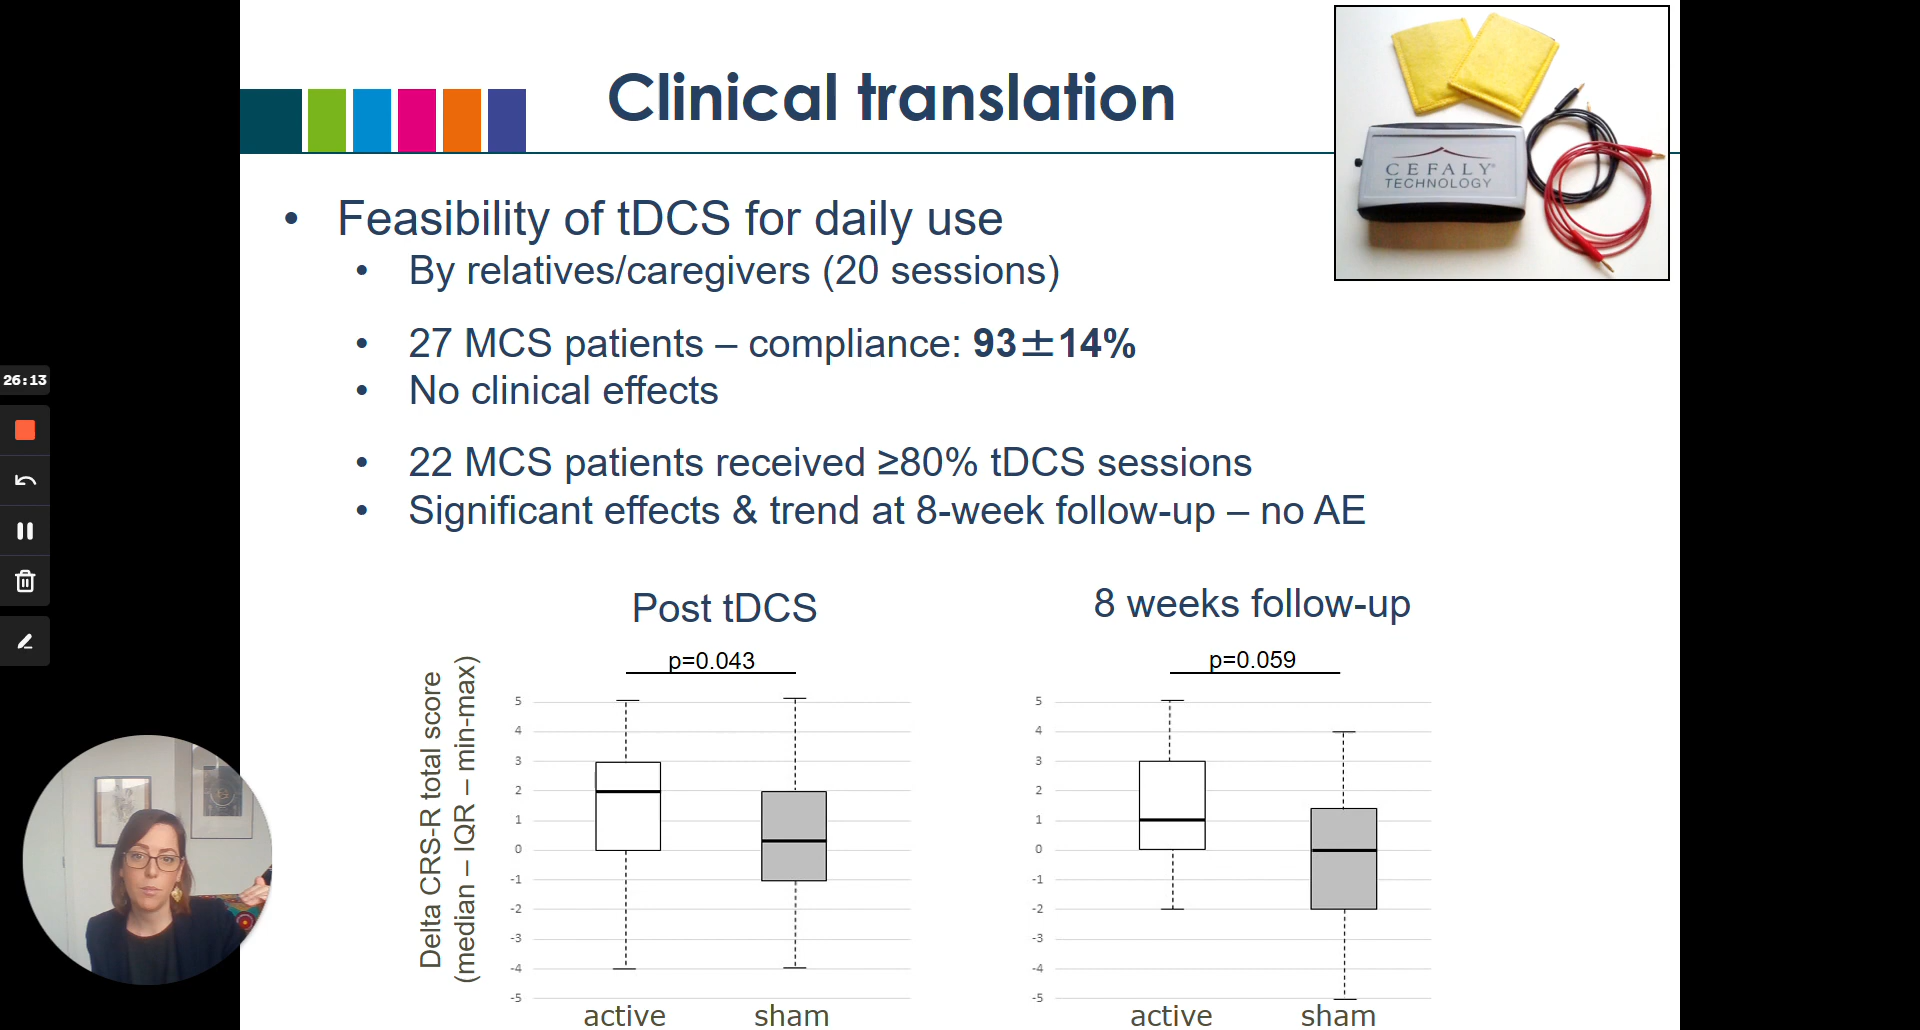 Clinical translation
CEFALY
TECHNOLOGY
• Feasibility of tDCS for daily use
• By relatives/caregivers (20 sessions)
• 27 MCS patients – compliance: 93±14%
• No clinical effects
• 22 MCS patients received ≥80% tDCS sessions
• Significant effects & trend at 8-week follow-up – no AE
26:13
Post tDCS
p=0.043
Delta CRS-R total score
(median – IQR – min-max)
5
4
3
2
1
0
-1
-2
-3
-4
-5
active sham
8 weeks follow-up
p=0.059
5
4
3
2
1
0
-1
-2
-3
-4
-5
active sham